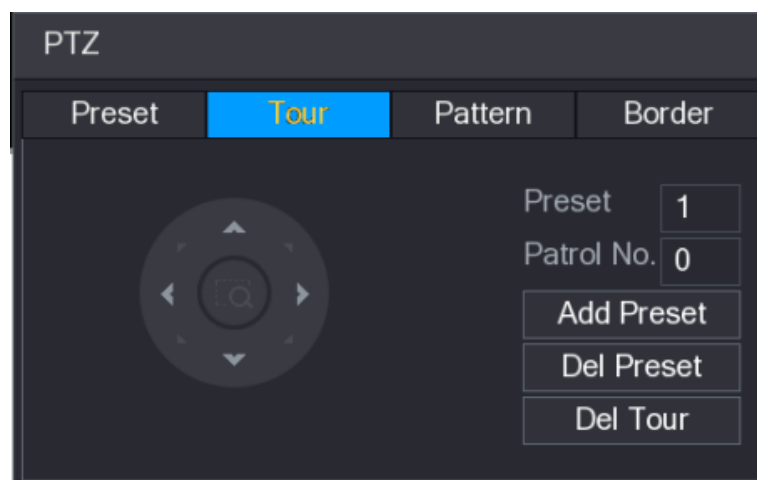 PTZ
Preset Tour Pattern Border
Preset 1
Patrol No. 0
Add Preset
Del Preset
Del Tour